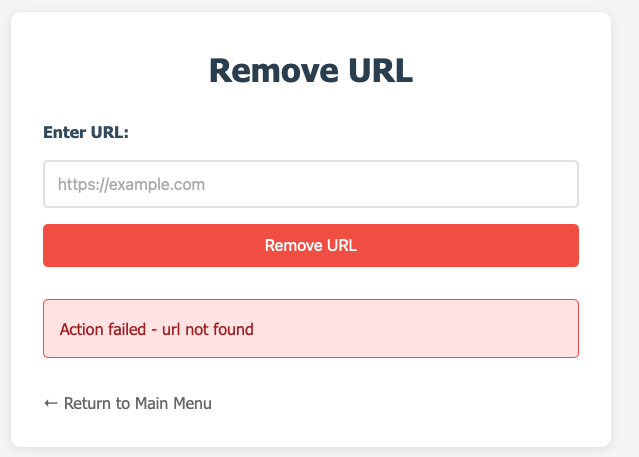 Remove URL
Enter URL:
https://example.com
Remove URL
Action failed - url not found
← Return to Main Menu